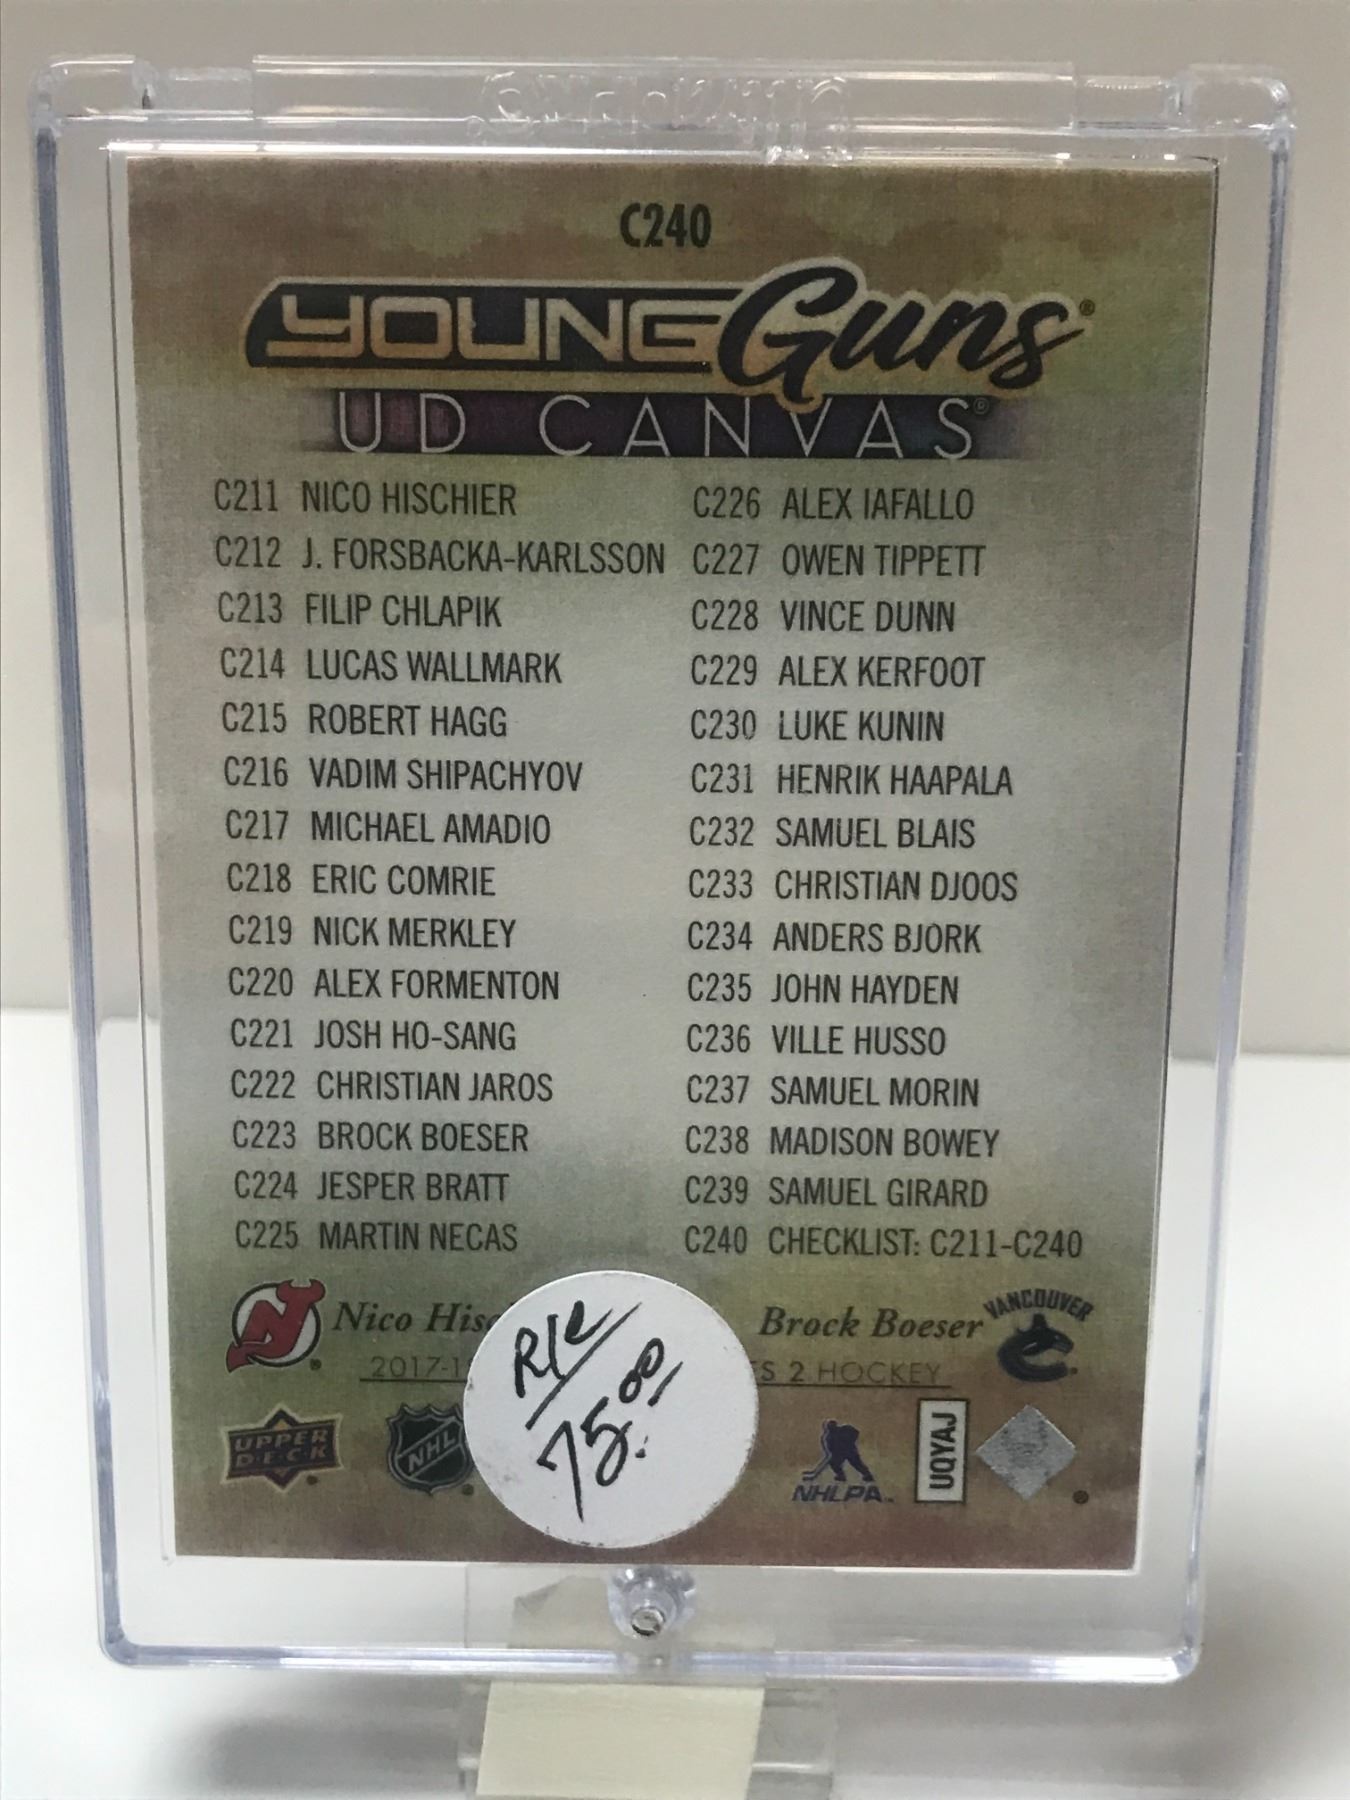 ULTRA PRO
C240
YOUNG Guns®
UD CANVAS®
C211 NICO HISCHIER
C212 J. FORSBACKA-KARLSSON
C213 FILIP CHLAPIK
C214 LUCAS WALLMARK
C215 ROBERT HAGG
C216 VADIM SHIPACHYOV
C217 MICHAEL AMADIO
C218 ERIC COMRIE
C219 NICK MERKLEY
C220 ALEX FORMENTON
C221 JOSH HO-SANG
C222 CHRISTIAN JAROS
C223 BROCK BOESER
C224 JESPER BRATT
C225 MARTIN NECAS
C226 ALEX IAFALLO
C227 OWEN TIPPETT
C228 VINCE DUNN
C229 ALEX KERFOOT
C230 LUKE KUNIN
C231 HENRIK HAAPALA
C232 SAMUEL BLAIS
C233 CHRISTIAN DJOOS
C234 ANDERS BJORK
C235 JOHN HAYDEN
C236 VILLE HUSSO
C237 SAMUEL MORIN
C238 MADISON BOWEY
C239 SAMUEL GIRARD
C240 CHECKLIST: C211-C240
Nico Brock Boeser VANCOUVER
2 HOCKEY
R/C
75.00
UPPER DECK NHL NHLPA UQYAJ